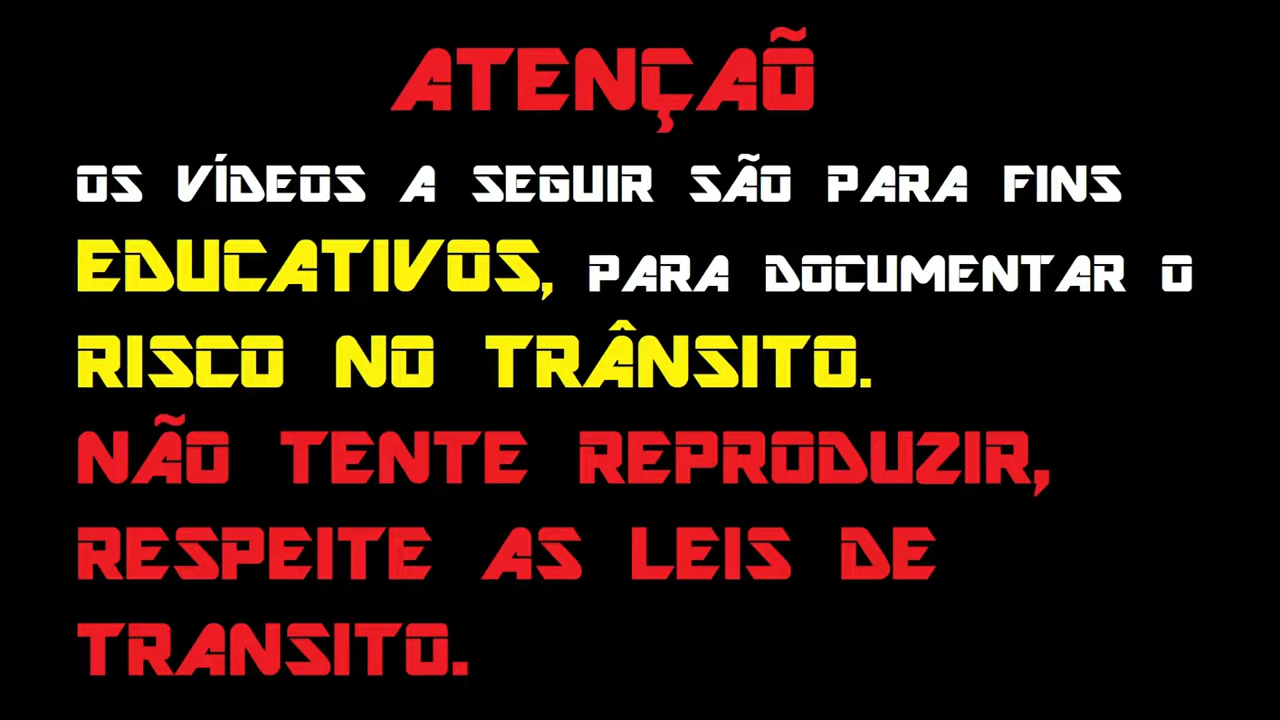 ATENÇAÕ
OS VÍDEOS A SEGUIR SÃO PARA FINS
EDUCATIVOS, PARA DOCUMENTAR O
RISCO NO TRÂNSITO.
NÃO TENTE REPRODUZIR,
RESPEITE AS LEIS DE
TRANSITO.